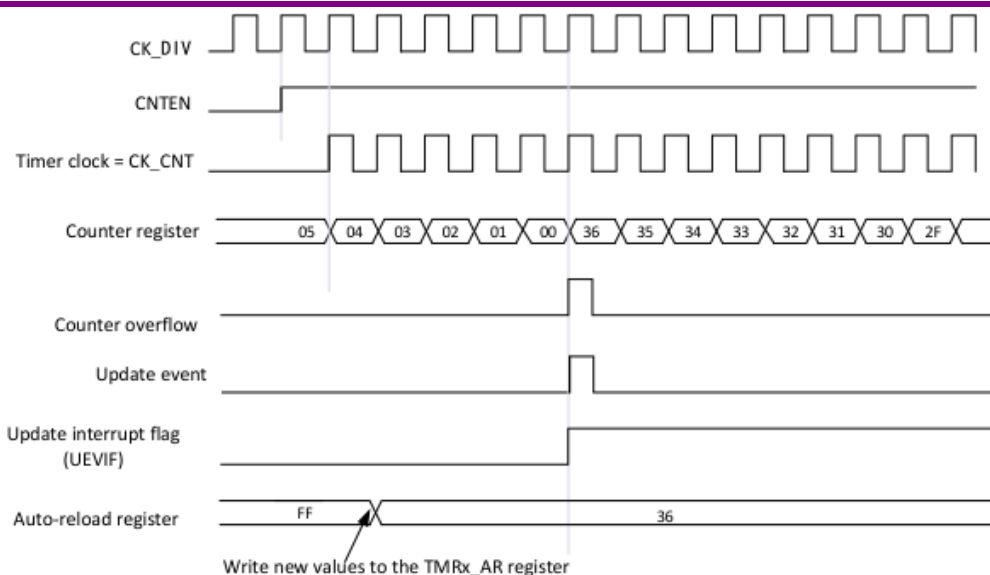 CK_DIV
CNTEN
Timer clock = CK_CNT
Counter register 05 04 03 02 01 00 36 35 34 33 32 31 30 2F
Counter overflow
Update event
Update interrupt flag
(UEVIF)
Auto-reload register FF 36
Write new values to the TMRx_AR register